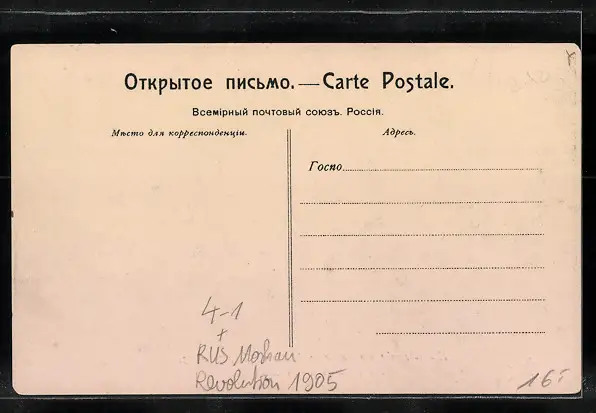 Открытое письмо. — Carte Postale.
Всемірный почтовый союзъ. Россія.
Мѣсто для корреспонденціи.
Адресъ.
Госпо
4-1
+
RUS Moskau
Revolution 1905
16: